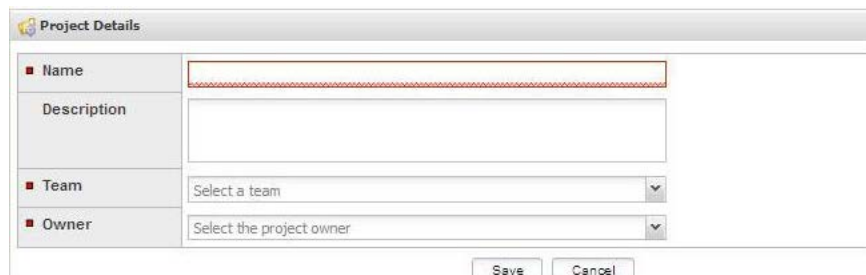 Project Details
Name
Description
Team
Select a team
Owner
Select the project owner
Save Cancel